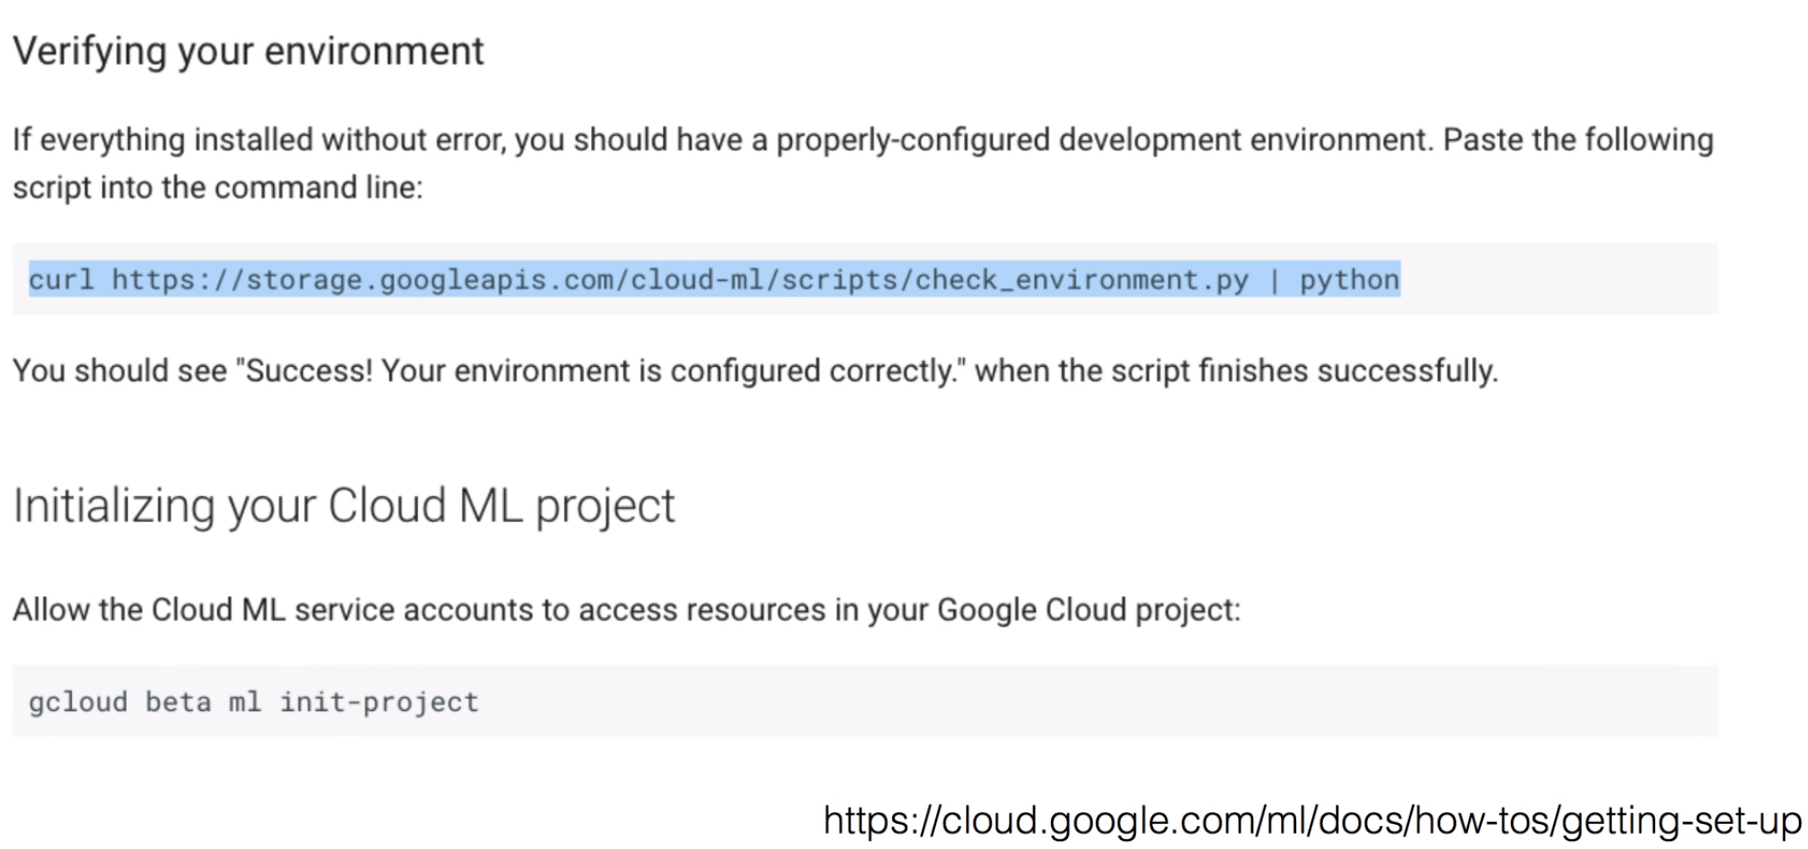 Verifying your environment
If everything installed without error, you should have a properly-configured development environment. Paste the following
script into the command line:
curl https://storage.googleapis.com/cloud-ml/scripts/check_environment.py | python
You should see "Success! Your environment is configured correctly." when the script finishes successfully.
Initializing your Cloud ML project
Allow the Cloud ML service accounts to access resources in your Google Cloud project:
gcloud beta ml init-project
https://cloud.google.com/ml/docs/how-tos/getting-set-up